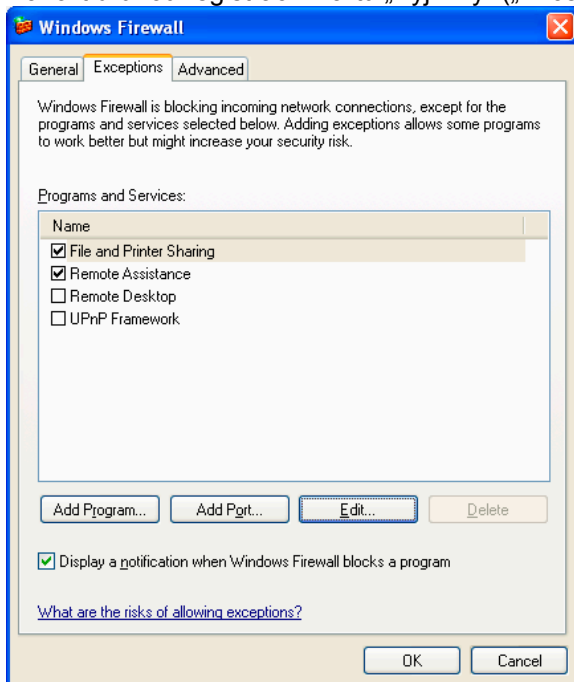 Windows Firewall
General Exceptions Advanced
Windows Firewall is blocking incoming network connections, except for the
programs and services selected below. Adding exceptions allows some programs
to work better but might increase your security risk.
Programs and Services:
Name
File and Printer Sharing
Remote Assistance
Remote Desktop
UPnP Framework
Add Program... Add Port... Edit... Delete
Display a notification when Windows Firewall blocks a program
What are the risks of allowing exceptions?
OK Cancel